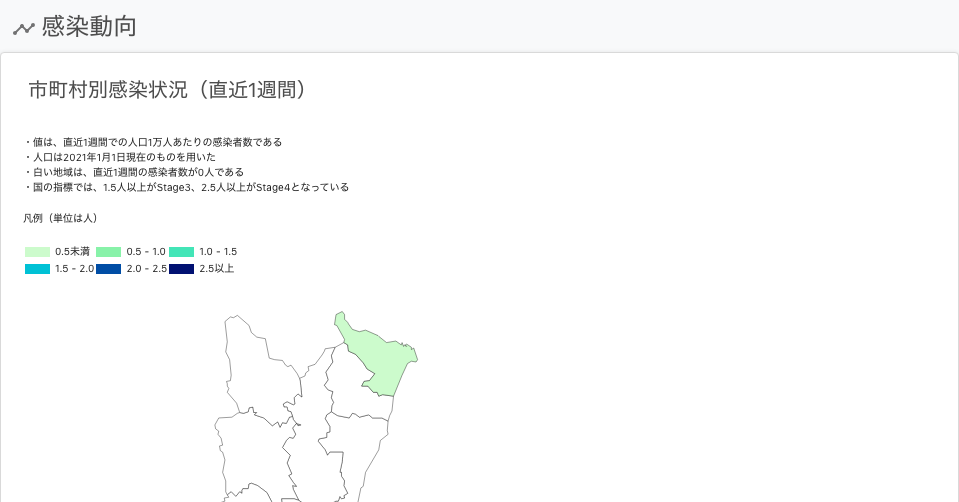 感染動向
市町村別感染状況（直近1週間）
・値は、直近1週間での人口1万人あたりの感染者数である
・人口は2021年1月1日現在のものを用いた
・白い地域は、直近1週間の感染者数が0人である
・国の指標では、1.5人以上がStage3、2.5人以上がStage4となっている
凡例（単位は人）
0.5未満 0.5 - 1.0 1.0 - 1.5
1.5 - 2.0 2.0 - 2.5 2.5以上